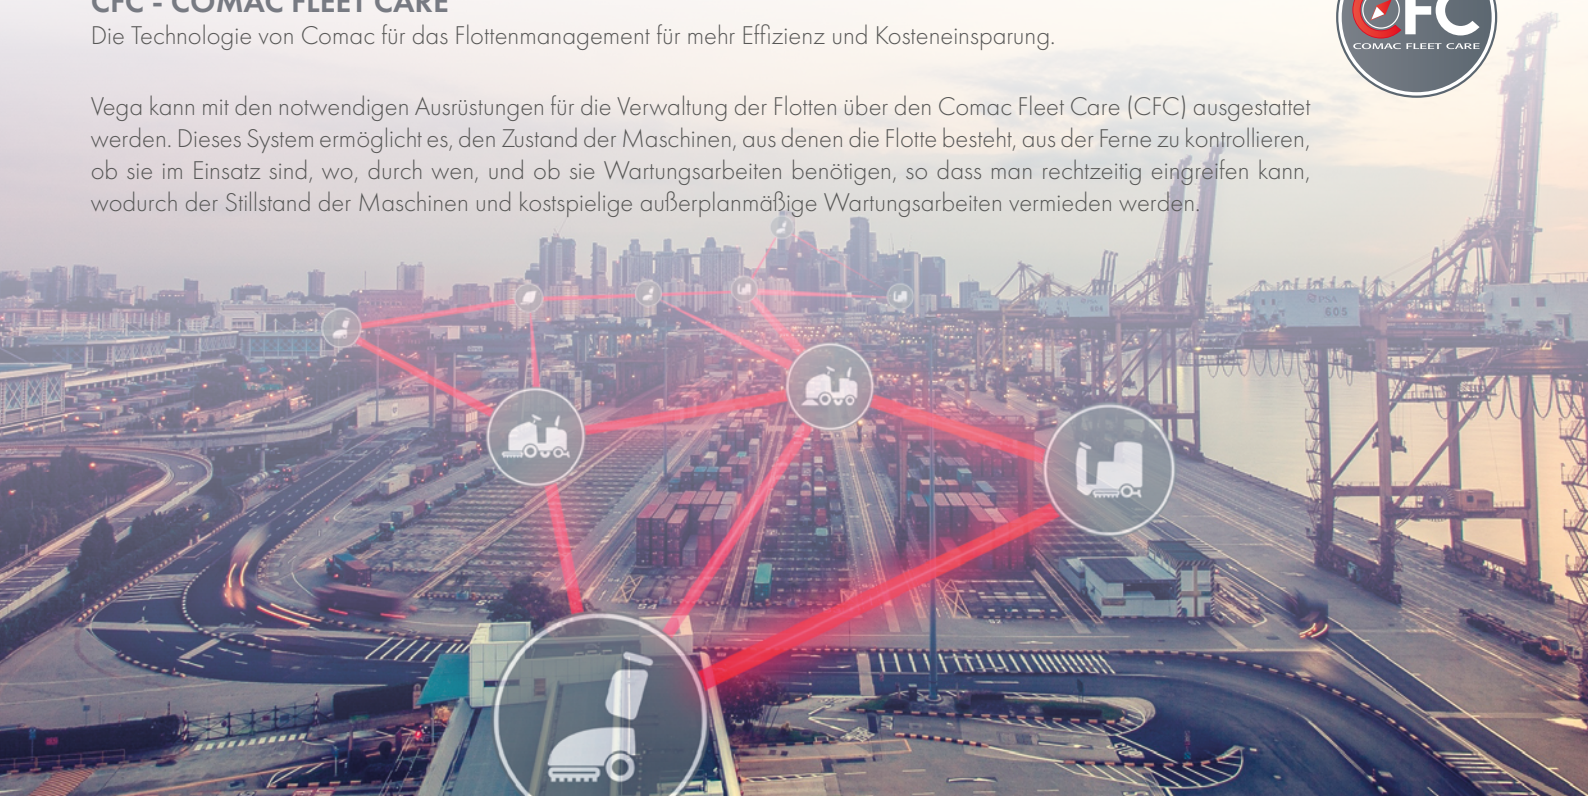 CFC - COMAC FLEET CARE
Die Technologie von Comac für das Flottenmanagement für mehr Effizienz und Kosteneinsparung.
CFC
COMAC FLEET CARE
Vega kann mit den notwendigen Ausrüstungen für die Verwaltung der Flotten über den Comac Fleet Care (CFC) ausgestattet
werden. Dieses System ermöglicht es, den Zustand der Maschinen, aus denen die Flotte besteht, aus der Ferne zu kontrollieren,
ob sie im Einsatz sind, wo, durch wen, und ob sie Wartungsarbeiten benötigen, so dass man rechtzeitig eingreifen kann,
wodurch der Stillstand der Maschinen und kostspielige außerplanmäßige Wartungsarbeiten vermieden werden.
PSA
605
604